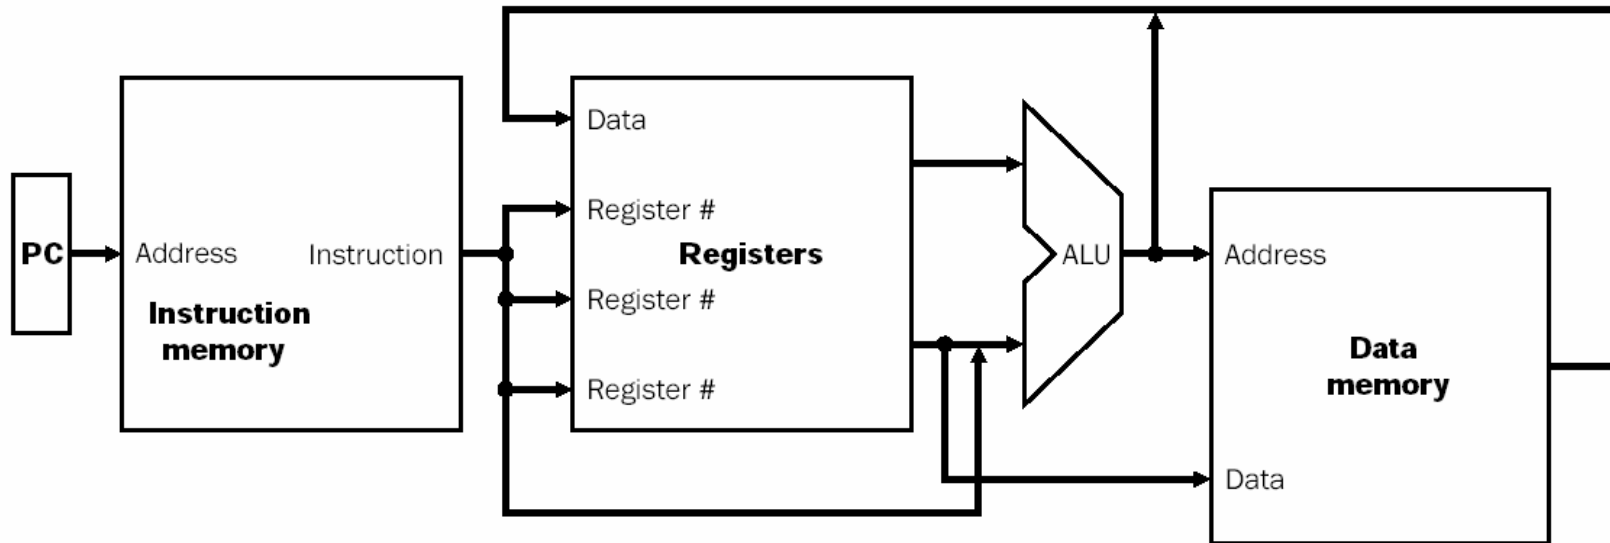 PC
Address
Instruction
Instruction
memory
Data
Register #
Register #
Register #
Registers
ALU
Address
Data
memory
Data